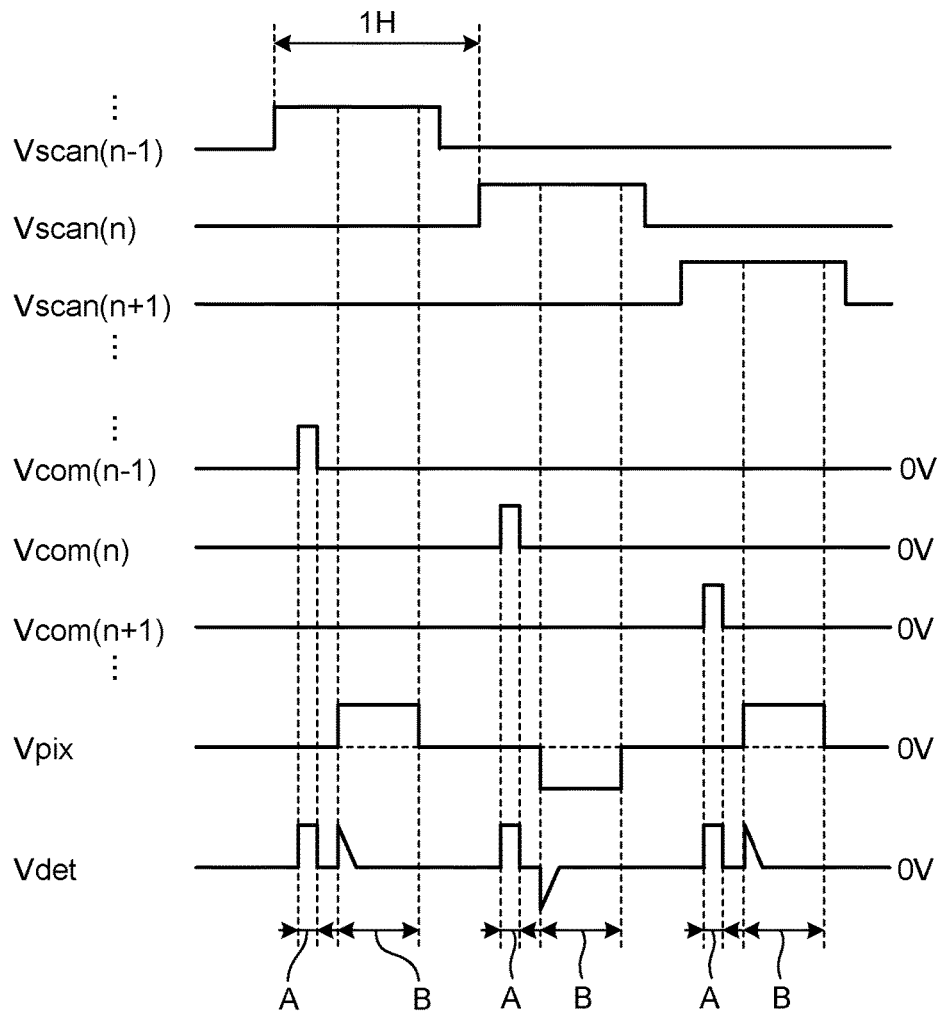 1H
⋮
Vscan(n-1)
Vscan(n)
Vscan(n+1)
⋮
⋮
Vcom(n-1) 0V
Vcom(n) 0V
Vcom(n+1) 0V
⋮
Vpix 0V
Vdet 0V
A B A B A B